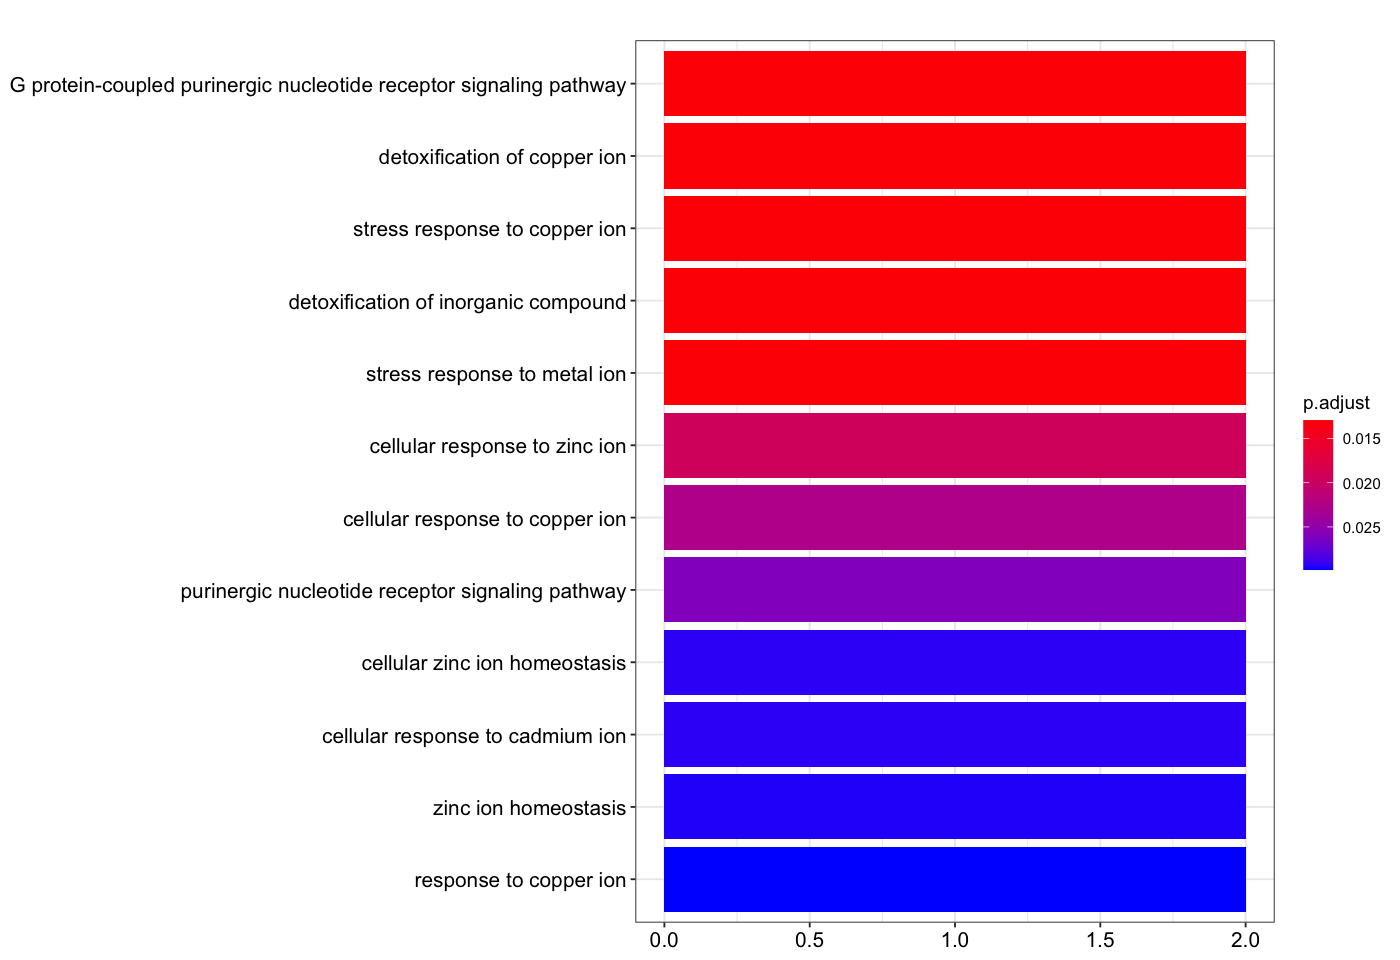 G protein-coupled purinergic nucleotide receptor signaling pathway
detoxification of copper ion
stress response to copper ion
detoxification of inorganic compound
stress response to metal ion
cellular response to zinc ion
cellular response to copper ion
purinergic nucleotide receptor signaling pathway
cellular zinc ion homeostasis
cellular response to cadmium ion
zinc ion homeostasis
response to copper ion
0.0 0.5 1.0 1.5 2.0
p.adjust
0.015
0.020
0.025